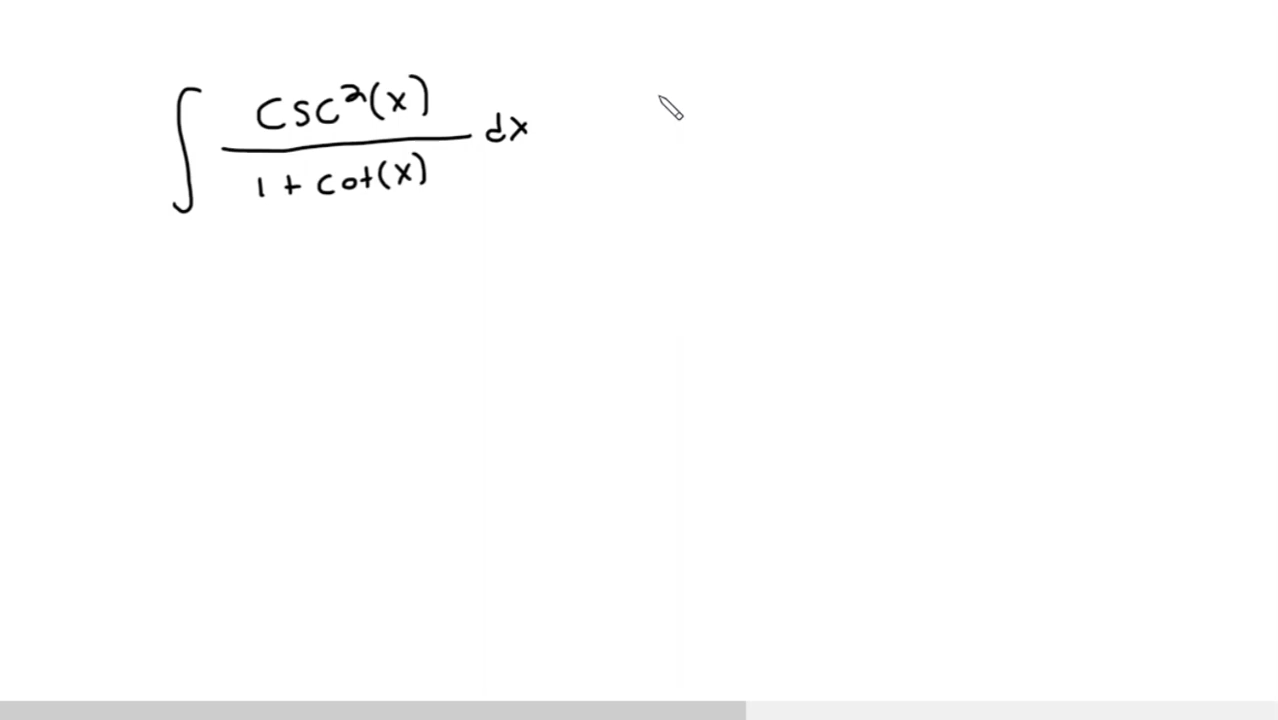 ∫ csc²(x) / (1 + cot(x)) dx